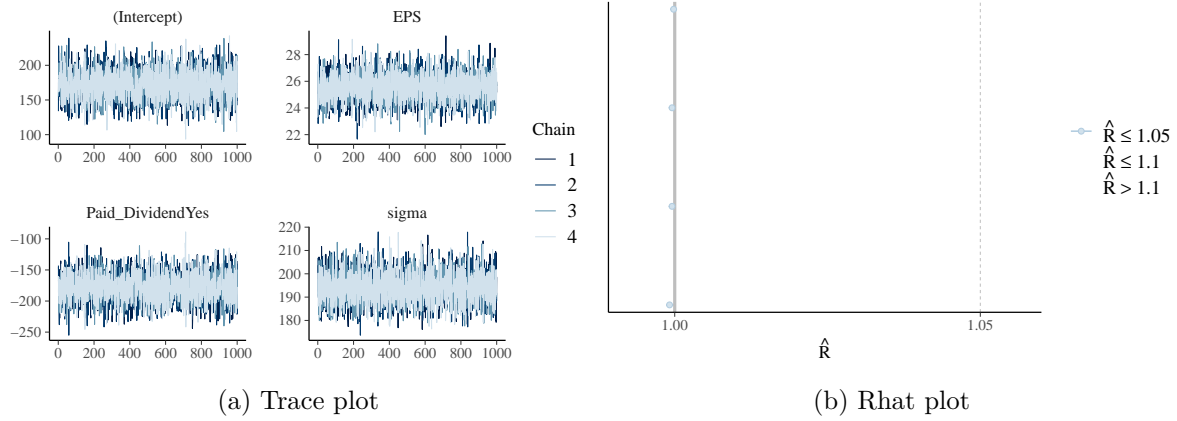 (Intercept)
EPS
200
150
100
28
26
24
22
0 200 400 600 800 1000
0 200 400 600 800 1000
Paid_DividendYes
sigma
−100
−150
−200
−250
220
210
200
190
180
0 200 400 600 800 1000
0 200 400 600 800 1000
Chain
1
2
3
4
(a) Trace plot
R̂ ≤ 1.05
R̂ ≤ 1.1
R̂ > 1.1
1.00 1.05
R̂
(b) Rhat plot